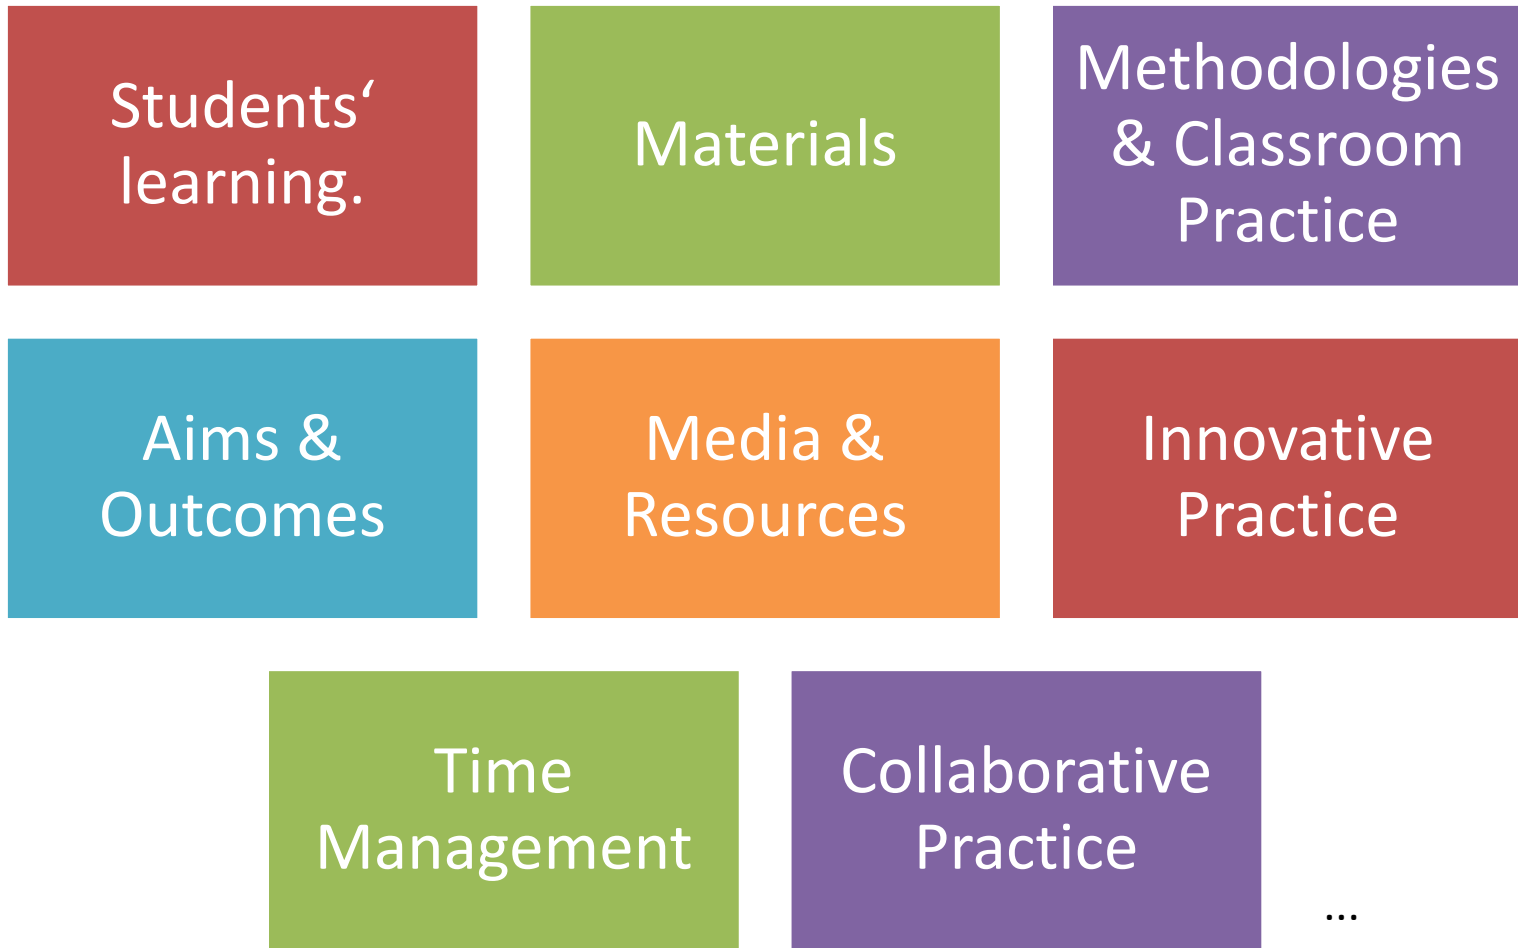 Students‘
learning.
Materials
Methodologies
& Classroom
Practice
Aims &
Outcomes
Media &
Resources
Innovative
Practice
Time
Management
Collaborative
Practice
...